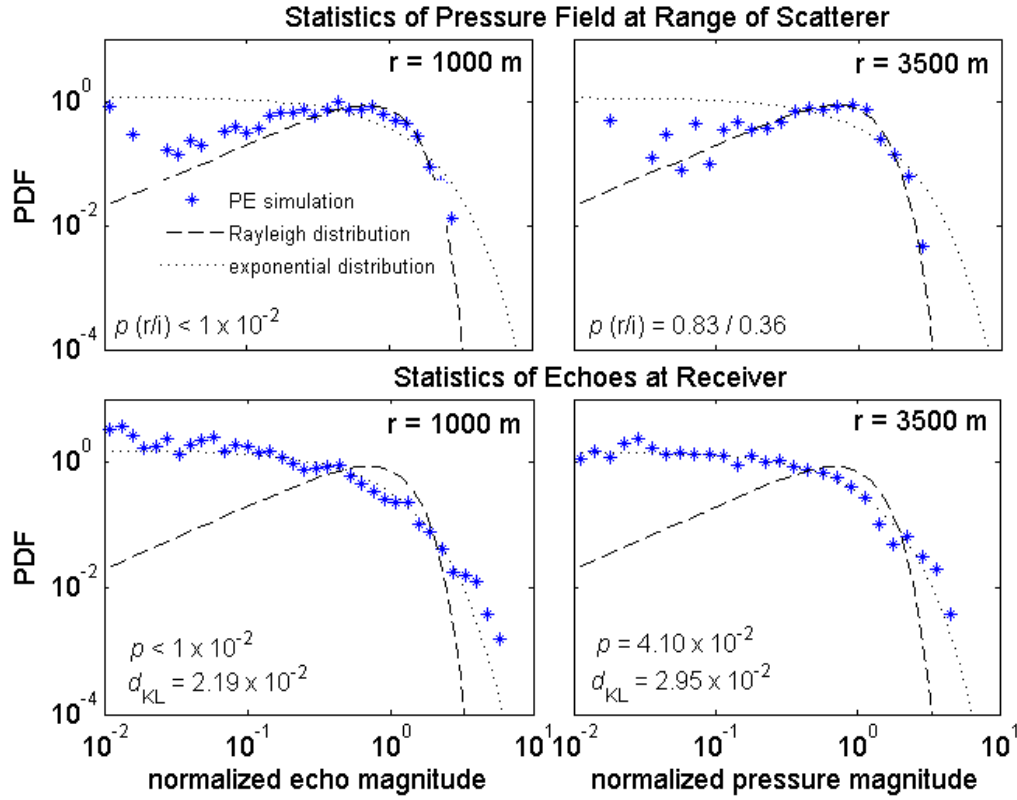 Statistics of Pressure Field at Range of Scatterer
r = 1000 m
r = 3500 m
10^0
10^-2
10^-4
PDF
PE simulation
Rayleigh distribution
exponential distribution
p (r/i) < 1 x 10^-2
p (r/i) = 0.83 / 0.36
Statistics of Echoes at Receiver
r = 1000 m
r = 3500 m
10^0
10^-2
10^-4
PDF
p < 1 x 10^-2
d_KL = 2.19 x 10^-2
p = 4.10 x 10^-2
d_KL = 2.95 x 10^-2
10^-2 10^-1 10^0 10^1
10^-2 10^-1 10^0 10^1
normalized echo magnitude
normalized pressure magnitude